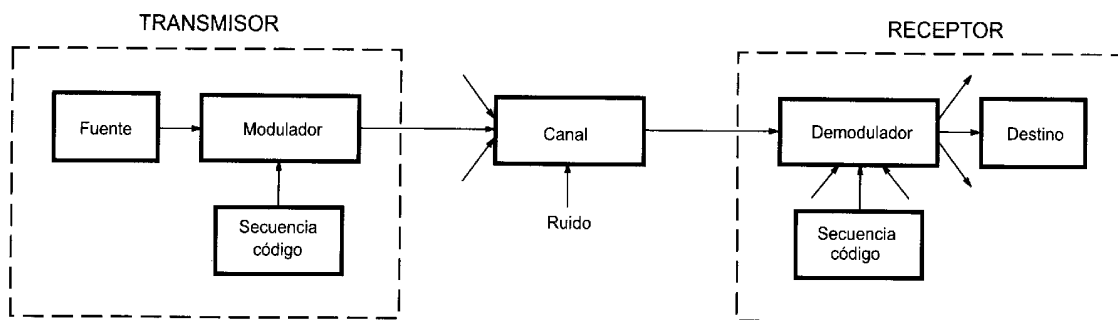 TRANSMISOR
RECEPTOR
Fuente
Modulador
Canal
Demodulador
Destino
Secuencia
código
Ruido
Secuencia
código